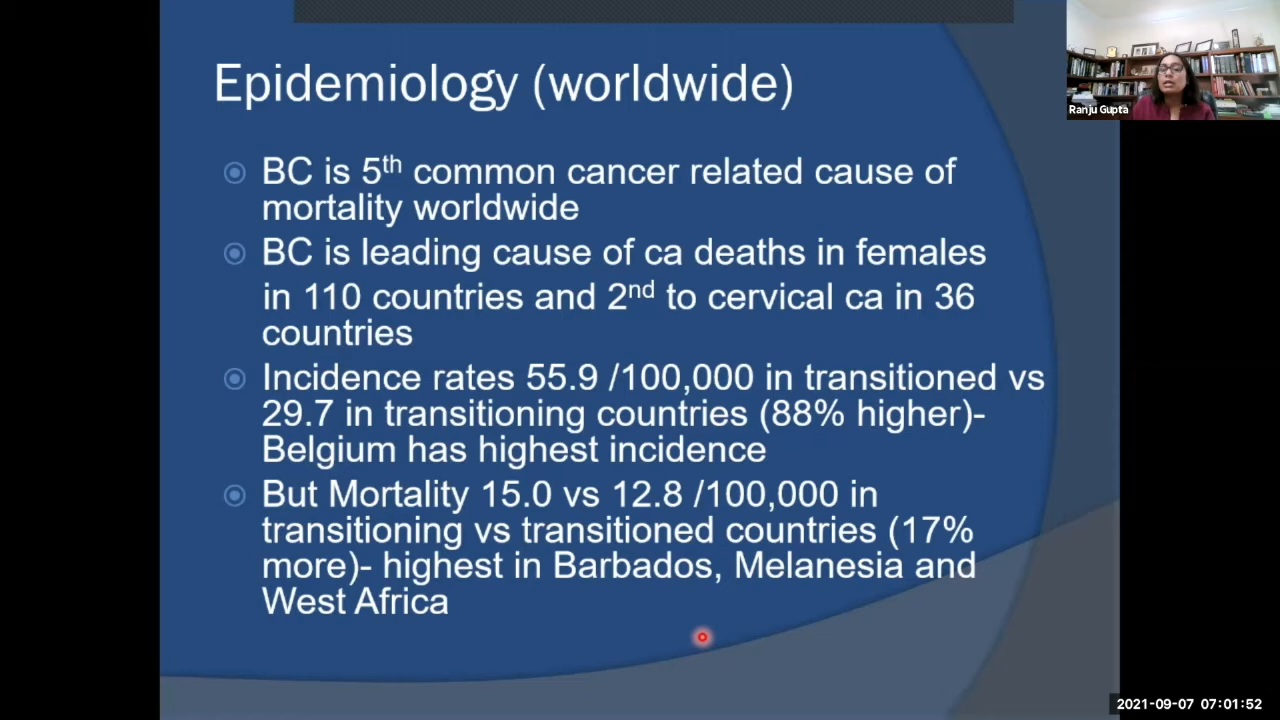 Epidemiology (worldwide)
BC is 5th common cancer related cause of
mortality worldwide
BC is leading cause of ca deaths in females
in 110 countries and 2nd to cervical ca in 36
countries
Incidence rates 55.9 /100,000 in transitioned vs
29.7 in transitioning countries (88% higher)-
Belgium has highest incidence
But Mortality 15.0 vs 12.8 /100,000 in
transitioning vs transitioned countries (17%
more)- highest in Barbados, Melanesia and
West Africa
Ranju Gupta
2021-09-07 07:01:52